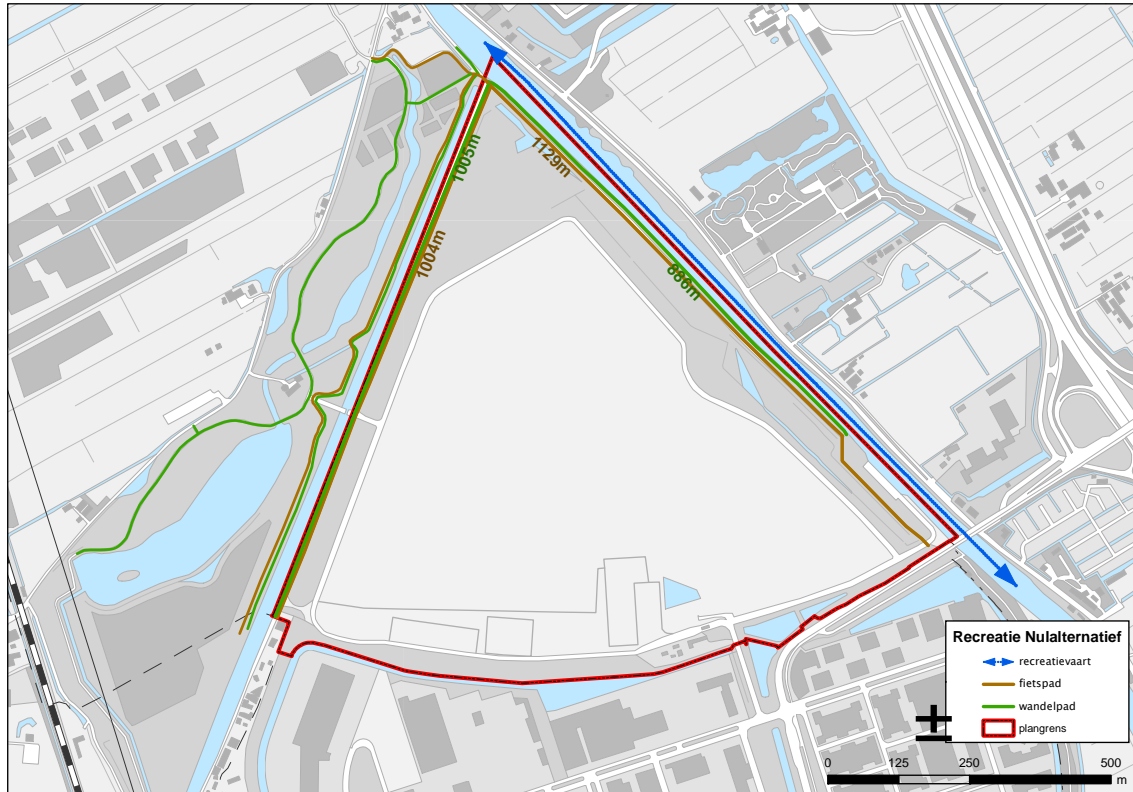 1005m
1129m
1004m
886m
Recreatie Nulalternatief
recreatievaart
fietspad
wandelpad
plangrens
0 125 250 500
m